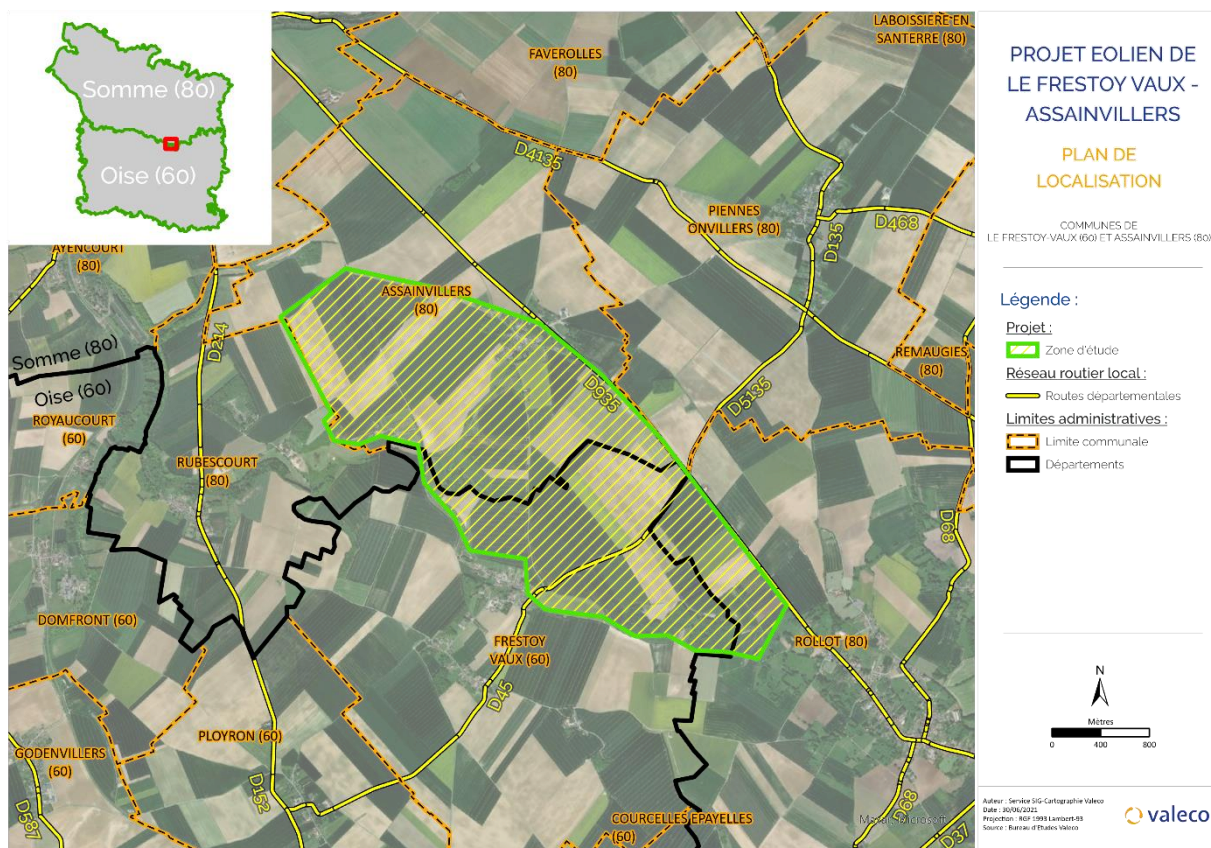 Somme (80)
Oise (60)
LABOISSIERE EN
SANTERRE (80)
FAVEROLLES
(80)
D4135
PIENNES
ONVILLERS (80)
D468
D135
AYENCOURT
(80)
ASSAINVILLERS
(80)
D214
Somme (80)
Oise (60)
REMAUGIES
(80)
D935
D5135
ROYAUCOURT
(60)
RUBESCOURT
(80)
D68
DOMFRONT (60)
FRESTOY
VAUX (60)
ROLLOT (80)
D45
PLOYRON (60)
GODENVILLERS
(60)
D152
D587
COURCELLES EPAYELLES
(60)
D68
D37
PROJET EOLIEN DE
LE FRESTOY VAUX -
ASSAINVILLERS
PLAN DE
LOCALISATION
COMMUNES DE
LE FRESTOY-VAUX (60) ET ASSAINVILLERS (80)
Légende :
Projet :
Zone d'étude
Réseau routier local :
Routes départementales
Limites administratives :
Limite communale
Départements
N
Mètres
0 400 800
Auteur : Service SIG-Cartographie Valeco
Date : 30/06/2021
Projection : RGF 1993 Lambert-93
Source : Bureau d'Etudes Valeco
valeco